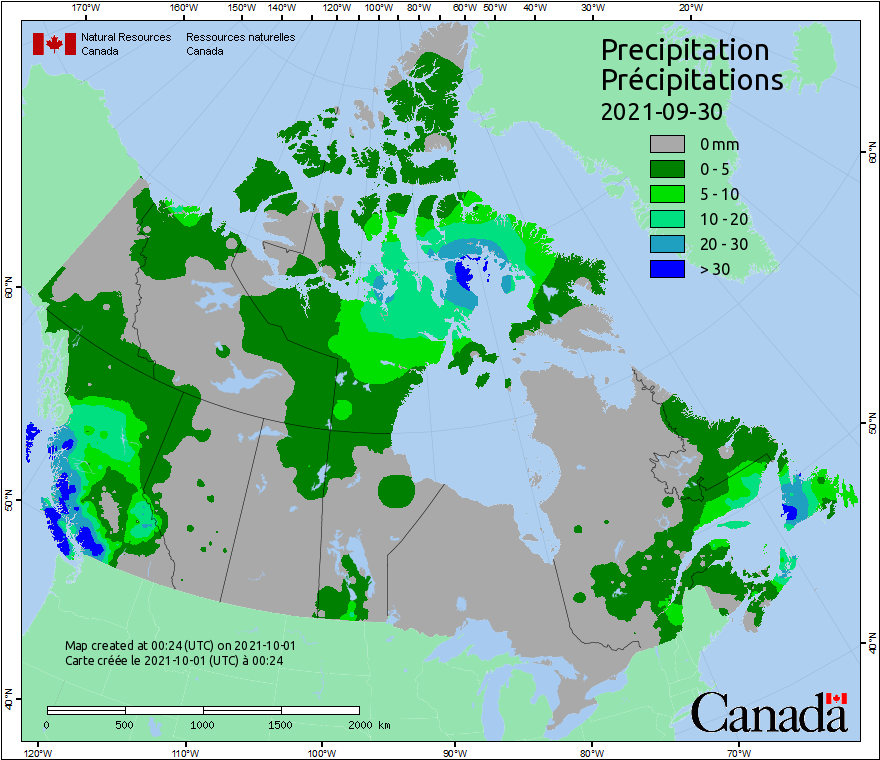 170°W 160°W 150°W 140°W 130°W 120°W 110°W 100°W 90°W 80°W 60°W 50°W 40°W 30°W 20°W
Natural Resources Ressources naturelles
Canada Canada
Precipitation
Précipitations
2021-09-30
0 mm
0 - 5
5 - 10
10 - 20
20 - 30
> 30
60°N
60°N
50°N
50°N
40°N
40°N
Map created at 00:24 (UTC) on 2021-10-01
Carte créée le 2021-10-01 (UTC) à 00:24
0 500 1000 1500 2000 km
Canada
120°W 110°W 100°W 90°W 80°W 70°W